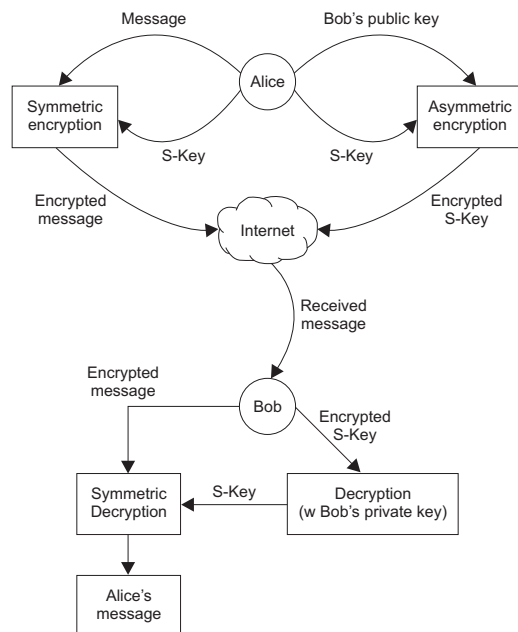 Message
Bob's public key
Alice
Symmetric
encryption
Asymmetric
encryption
S-Key
S-Key
Encrypted
message
Internet
Encrypted
S-Key
Received
message
Encrypted
message
Bob
Encrypted
S-Key
Symmetric
Decryption
S-Key
Decryption
(w Bob's private key)
Alice's
message